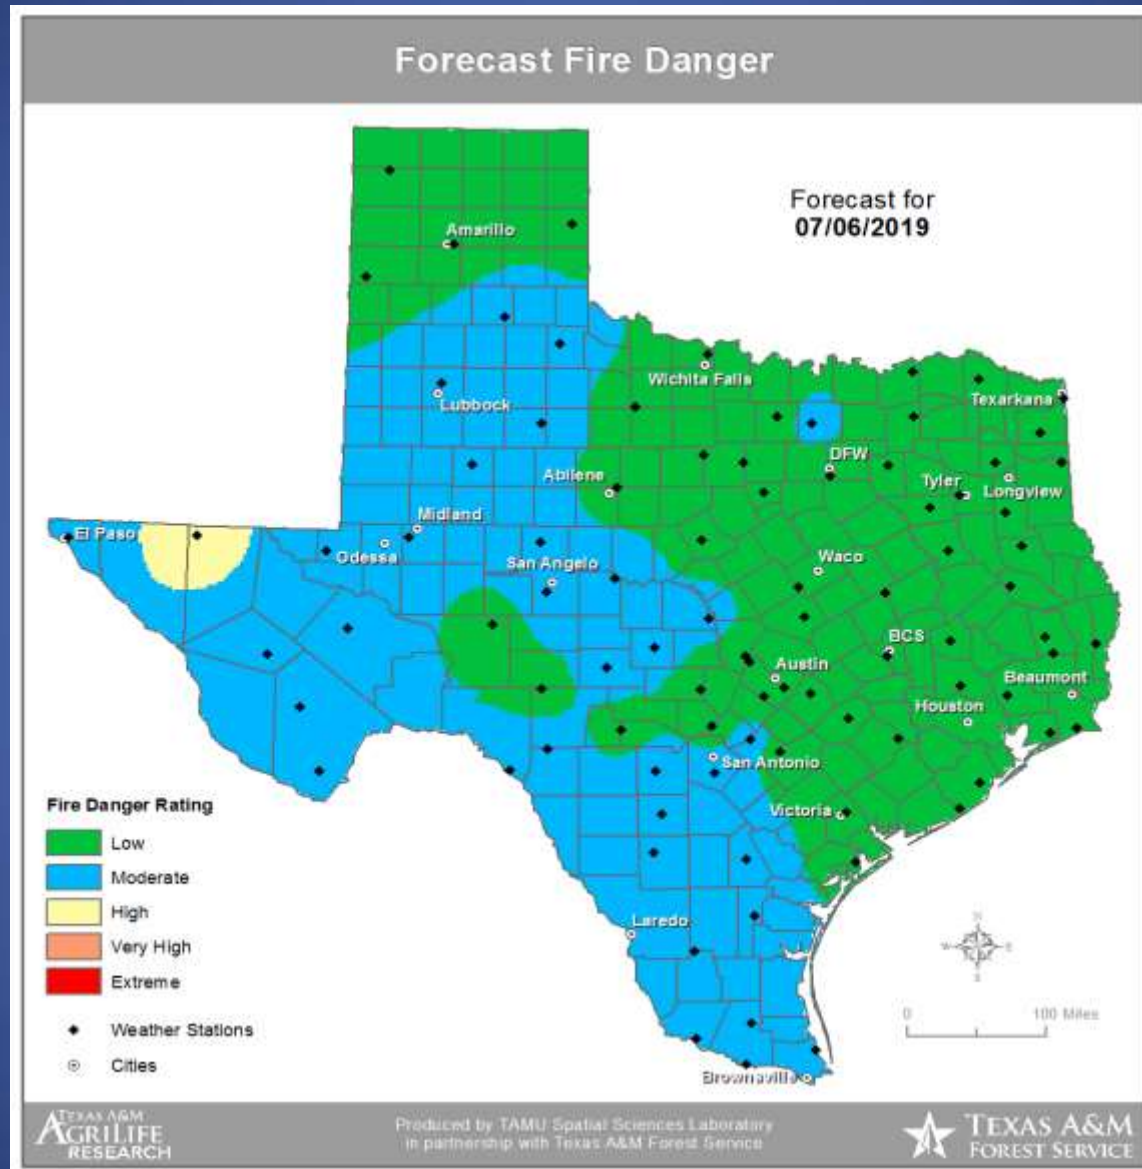 Forecast Fire Danger
Forecast for
07/06/2019
Amarillo
Wichita Falls
Texarkana
Lubbock
DFW
Abilene
Tyler
Longview
Midland
El Paso
Odessa
San Angelo
Waco
BCS
Austin
Beaumont
Houston
San Antonio
Victoria
Laredo
Brownsville
Fire Danger Rating
Low
Moderate
High
Very High
Extreme
Weather Stations
Cities
N
W E
S
0 100 Miles
TEXAS A&M
AGRILIFE
RESEARCH
Produced by TAMU Spatial Sciences Laboratory
in partnership with Texas A&M Forest Service
TEXAS A&M
FOREST SERVICE